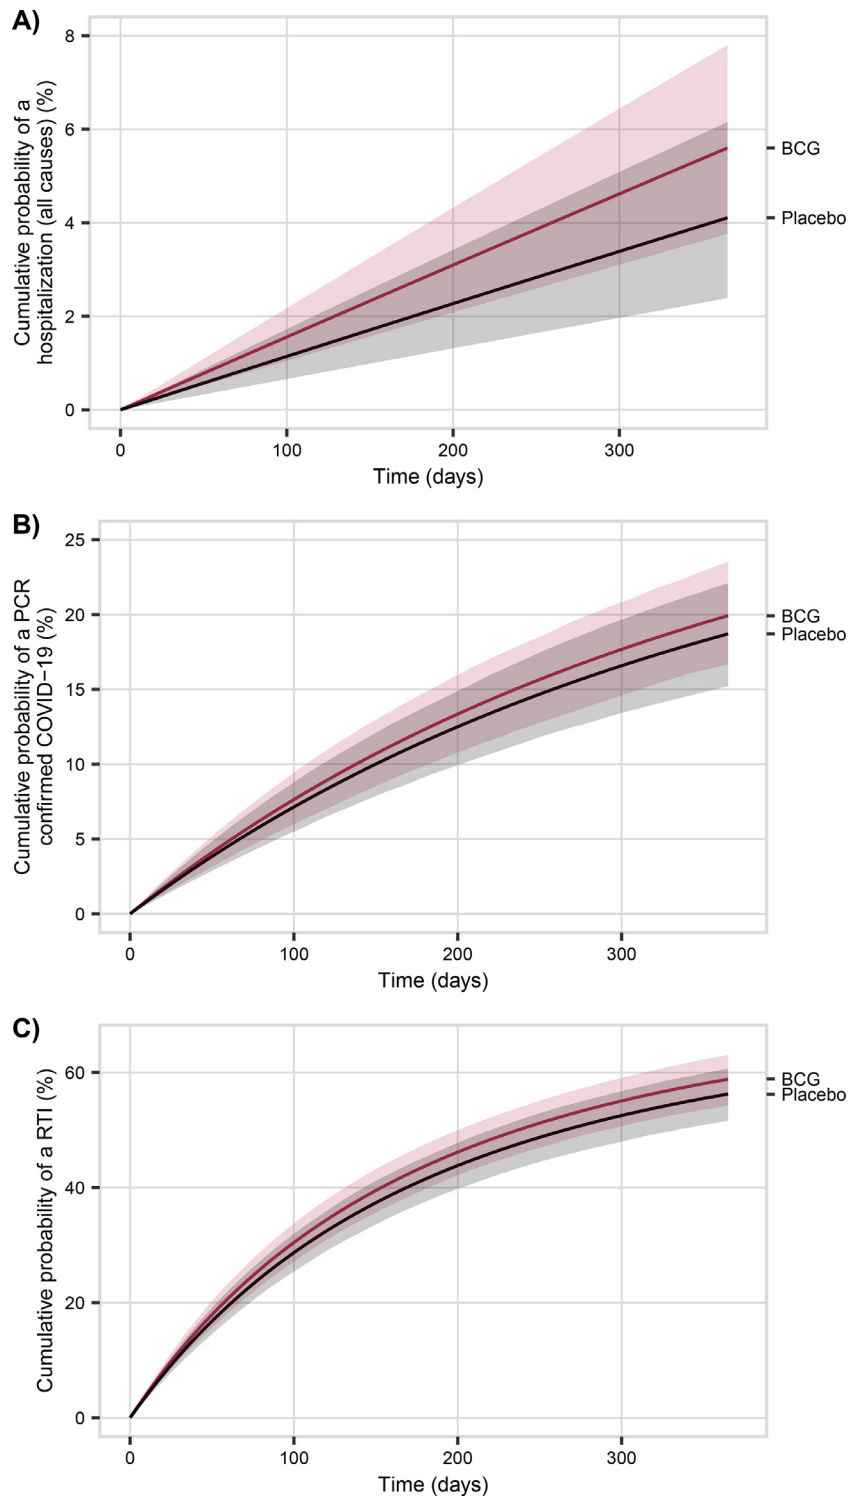 A)
Cumulative probability of a
hospitalization (all causes) (%)
8
6
4
2
0
BCG
Placebo
0 100 200 300
Time (days)
B)
Cumulative probability of a PCR
confirmed COVID−19 (%)
25
20
15
10
5
0
BCG
Placebo
0 100 200 300
Time (days)
C)
Cumulative probability of a RTI (%)
60
40
20
0
BCG
Placebo
0 100 200 300
Time (days)